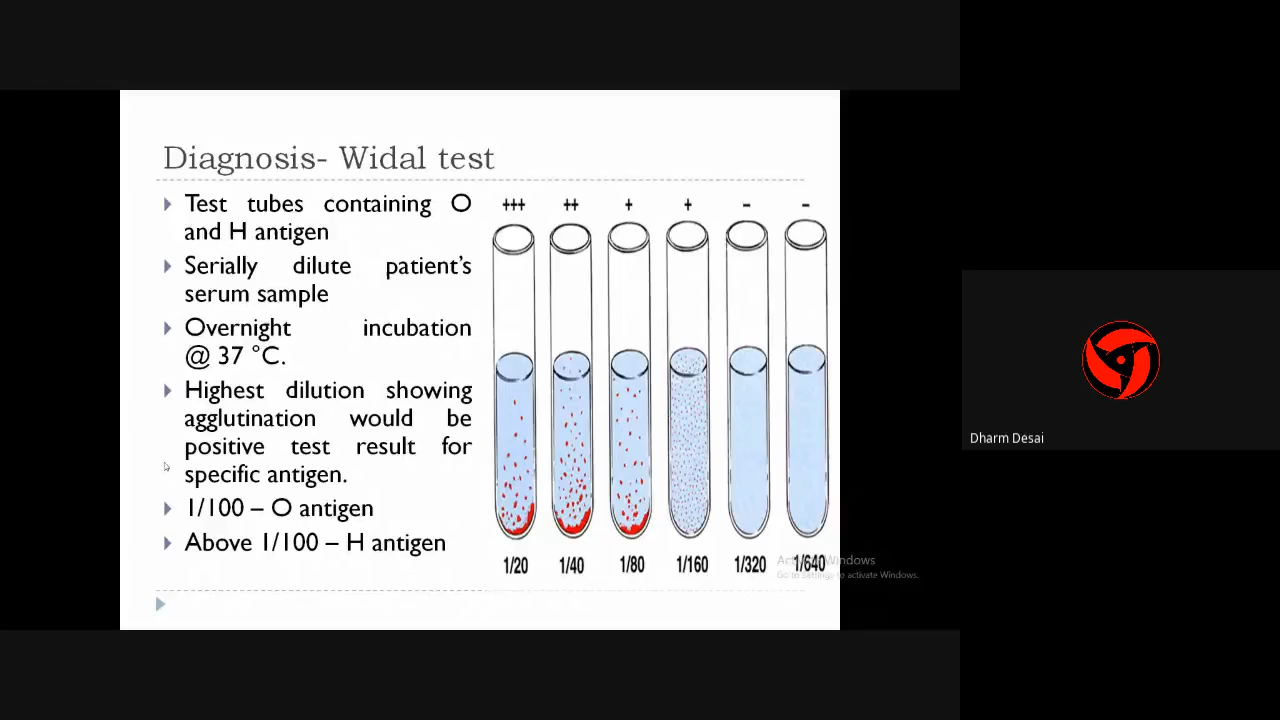 Diagnosis- Widal test
Test tubes containing O
and H antigen
Serially dilute patient's
serum sample
Overnight incubation
@ 37 °C.
Highest dilution showing
agglutination would be
positive test result for
specific antigen.
1/100 – O antigen
Above 1/100 – H antigen
+++ ++ + + – –
1/20 1/40 1/80 1/160 1/320 1/640
Activate Windows
Go to Settings to activate Windows.
Dharm Desai